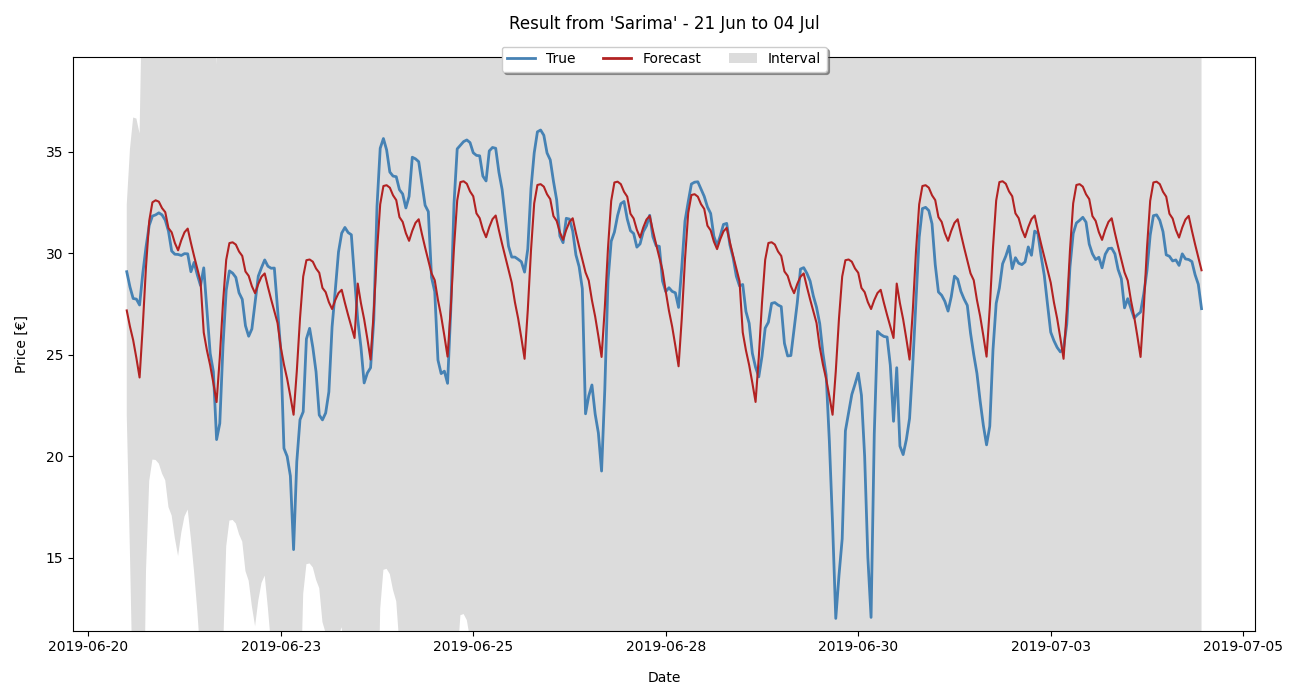 Result from 'Sarima' - 21 Jun to 04 Jul
True Forecast Interval
35
30
25
20
15
Price [€]
2019-06-20 2019-06-23 2019-06-25 2019-06-28 2019-06-30 2019-07-03 2019-07-05
Date